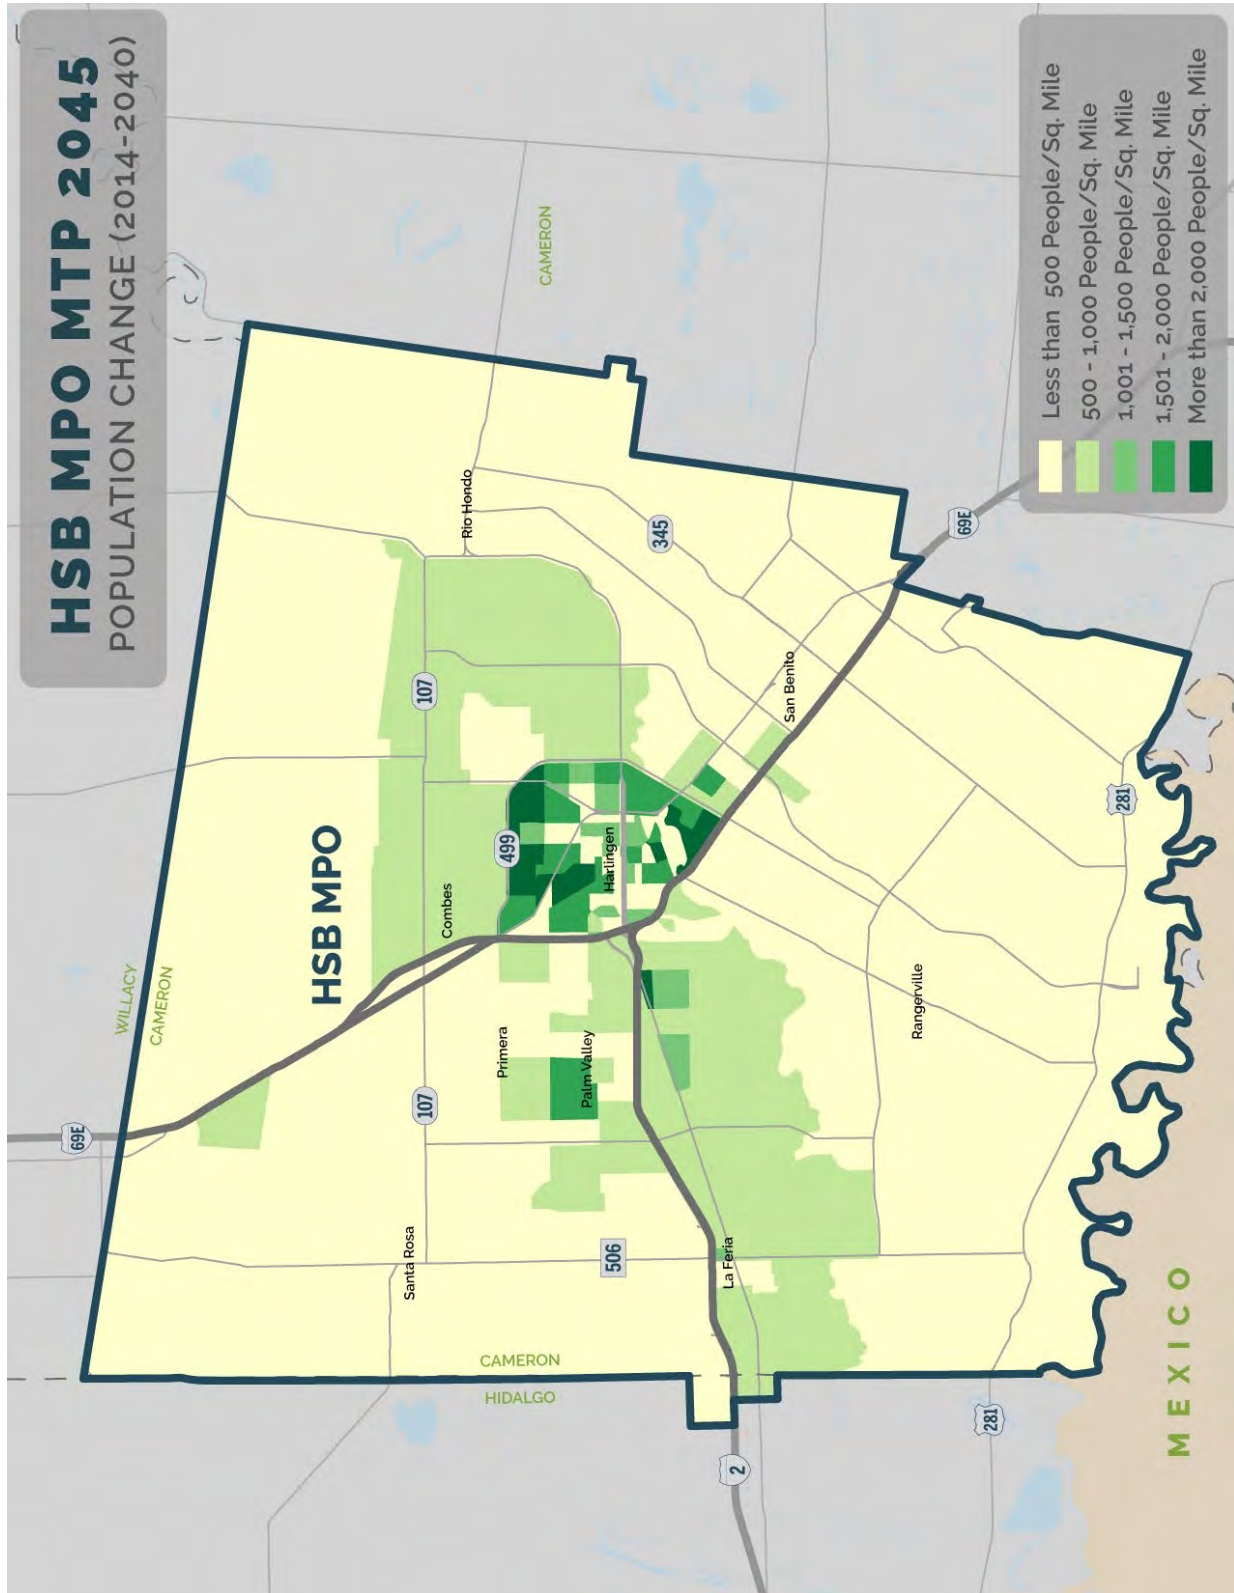 HSB MPO MTP 2045
POPULATION CHANGE (2014-2040)
69E
WILLACY
CAMERON
HSB MPO
107
107
Santa Rosa
Combes
Rio Hondo
CAMERON
499
Primera
CAMERON
HIDALGO
Palm Valley
Harlingen
506
345
La Feria
San Benito
2
69E
Rangerville
281
281
MEXICO
Less than 500 People/Sq. Mile
500 - 1,000 People/Sq. Mile
1,001 - 1,500 People/Sq. Mile
1,501 - 2,000 People/Sq. Mile
More than 2,000 People/Sq. Mile